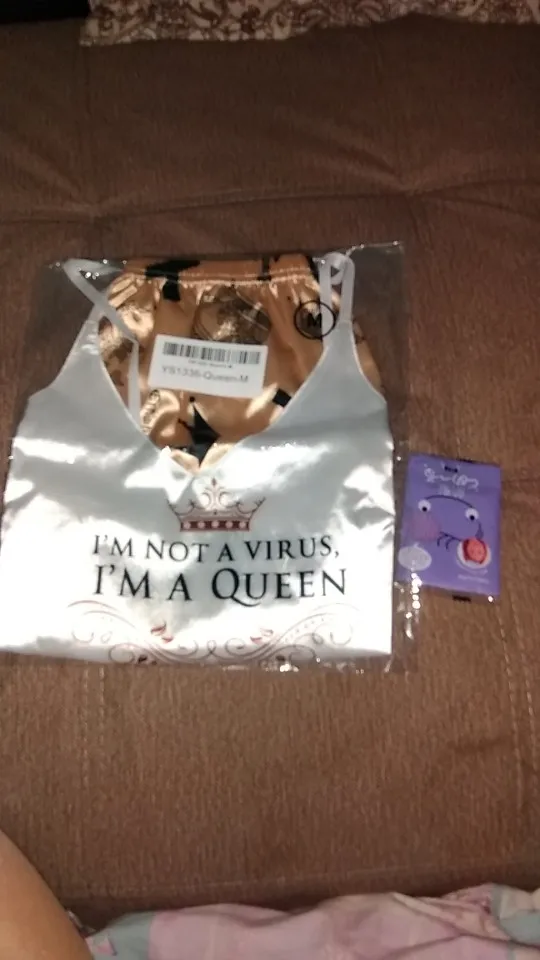 M
YS1336-Queen-M
I'M NOT A VIRUS,
I'M A QUEEN